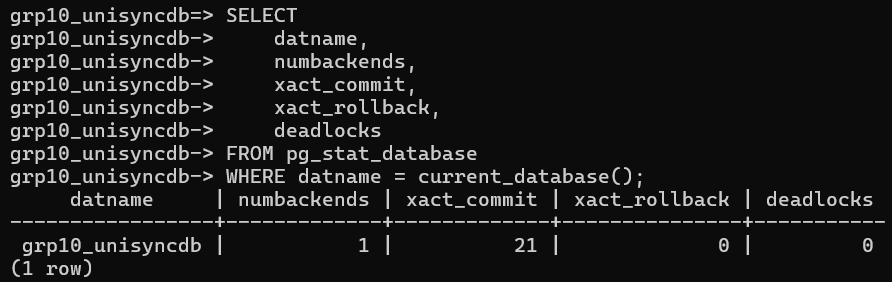 grp10_unisyncdb=> SELECT
grp10_unisyncdb->     datname,
grp10_unisyncdb->     numbackends,
grp10_unisyncdb->     xact_commit,
grp10_unisyncdb->     xact_rollback,
grp10_unisyncdb->     deadlocks
grp10_unisyncdb-> FROM pg_stat_database
grp10_unisyncdb-> WHERE datname = current_database();
     datname     | numbackends | xact_commit | xact_rollback | deadlocks
-----------------+-------------+-------------+---------------+-----------
 grp10_unisyncdb |           1 |          21 |             0 |         0
(1 row)